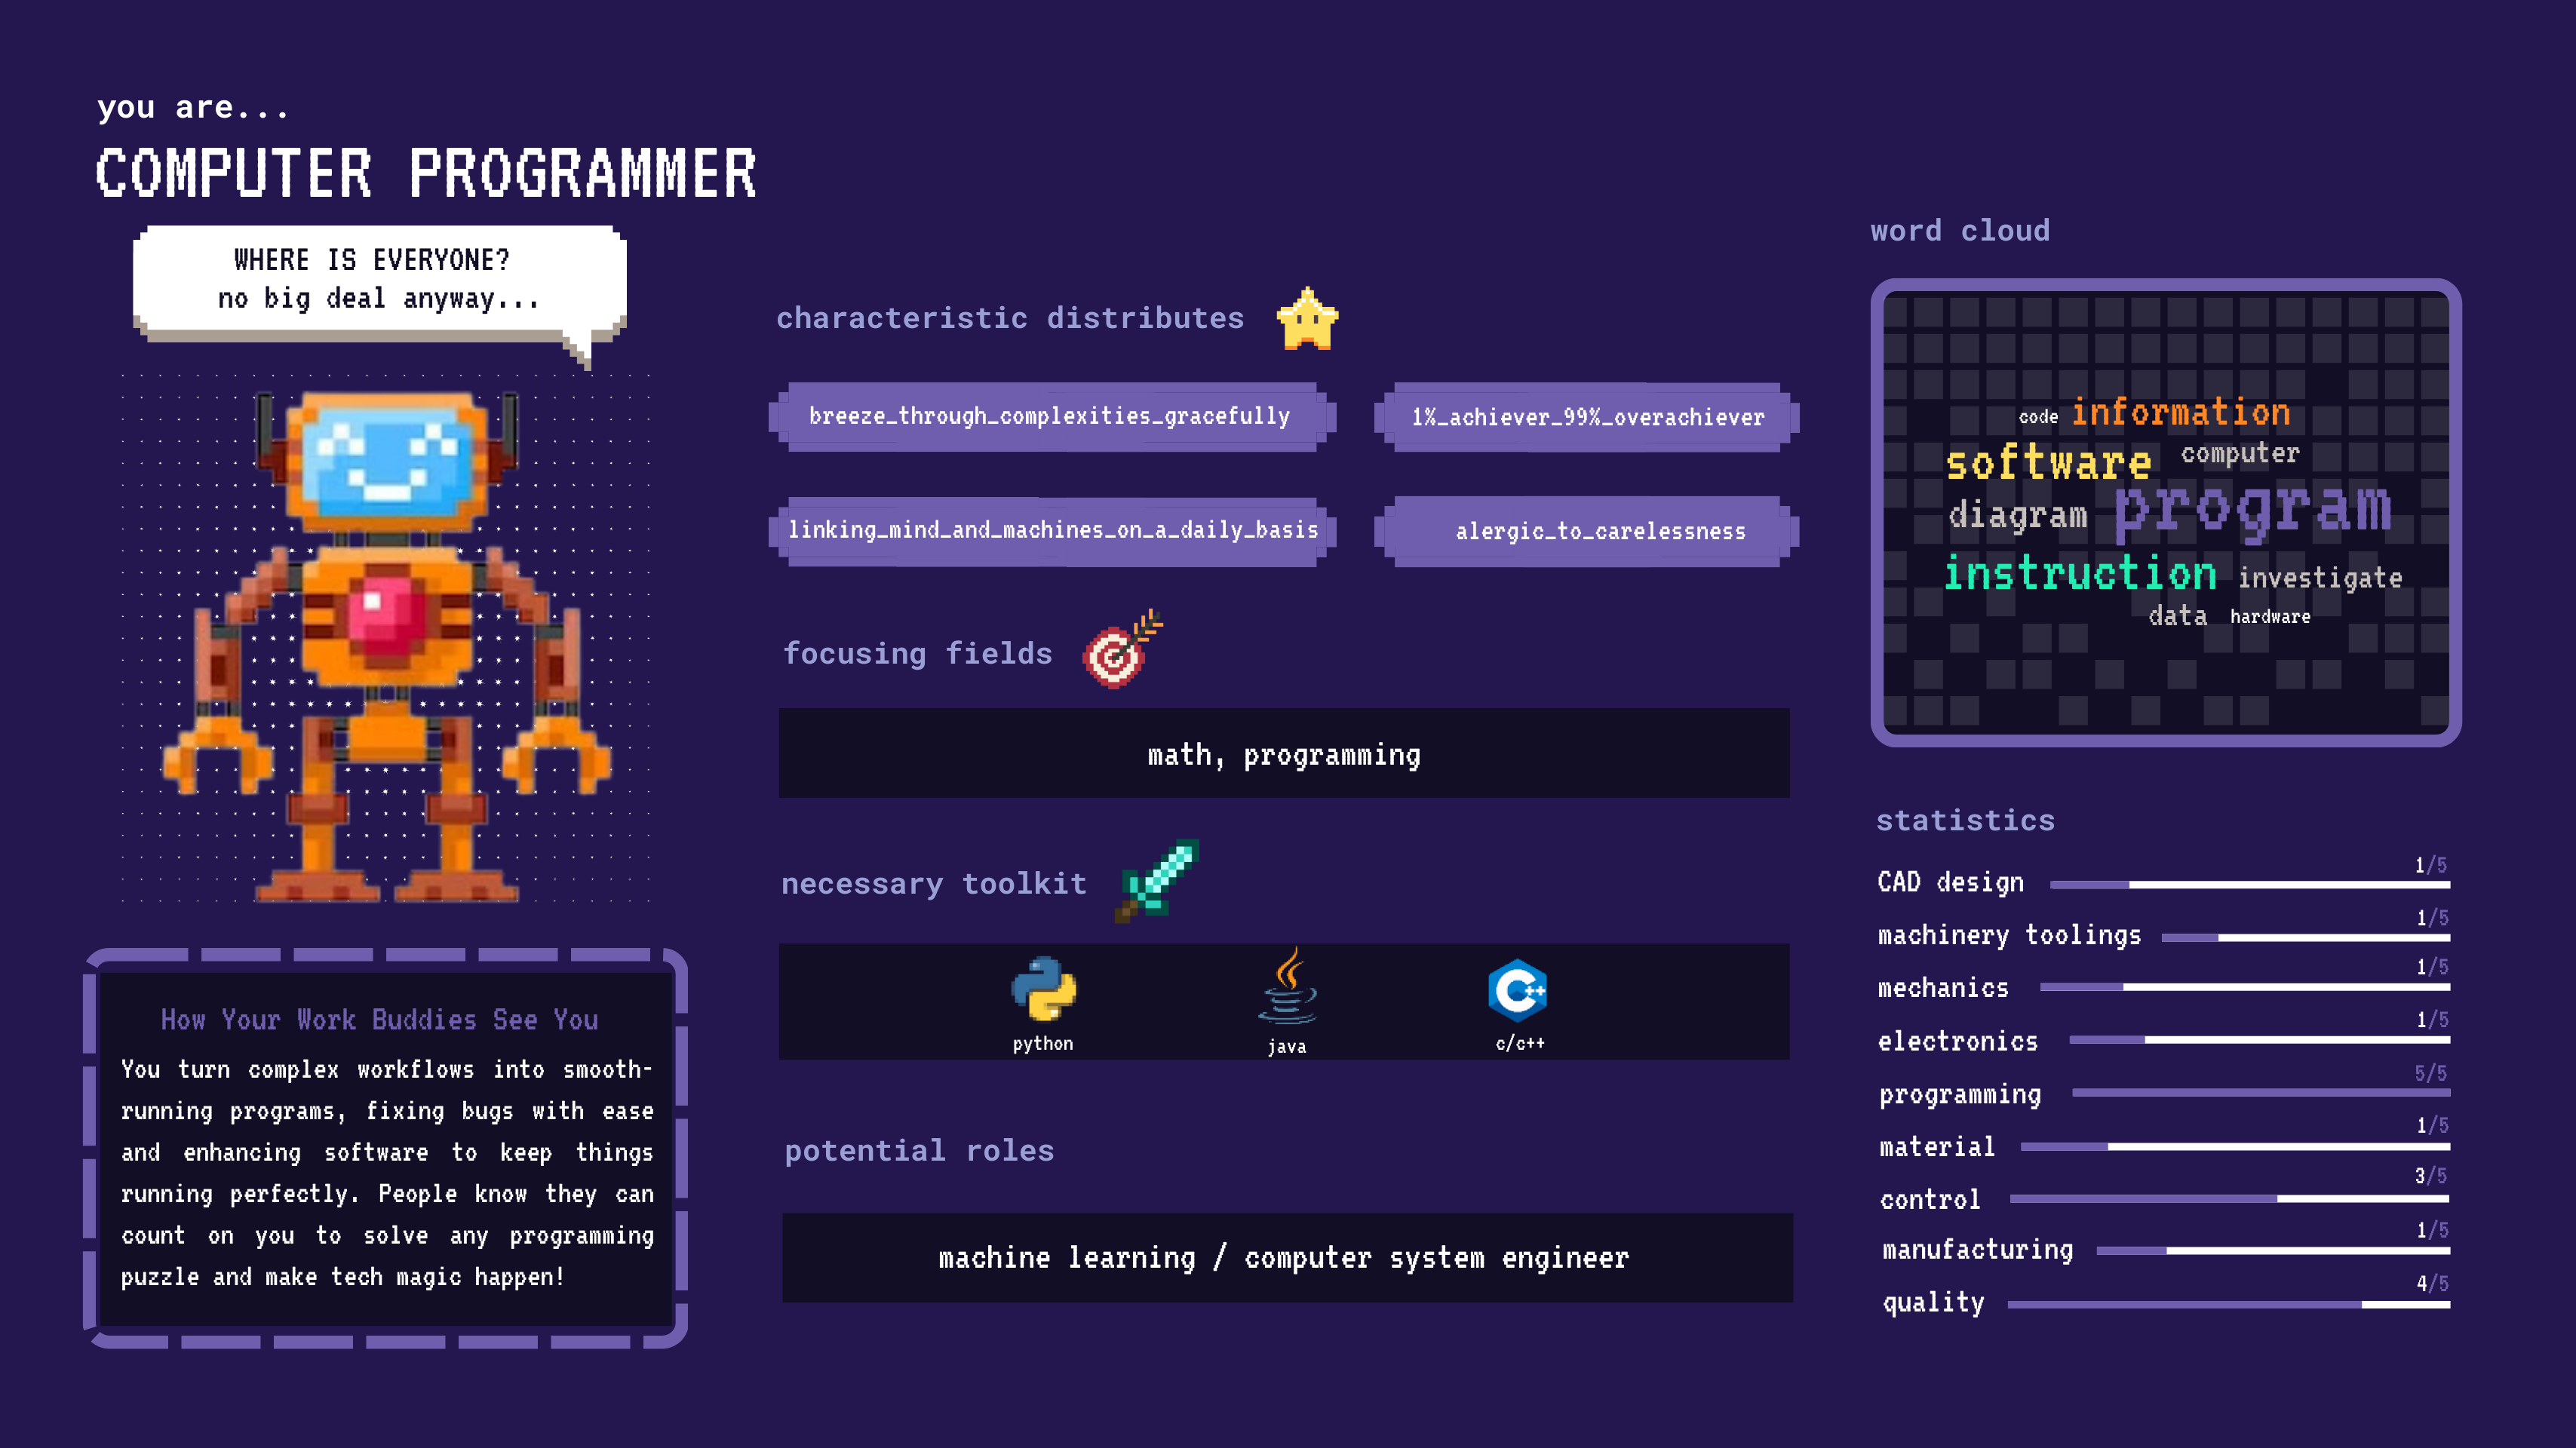 you are...
COMPUTER PROGRAMMER
WHERE IS EVERYONE?
no big deal anyway...
How Your Work Buddies See You
You turn complex workflows into smooth-
running programs, fixing bugs with ease
and enhancing software to keep things
running perfectly. People know they can
count on you to solve any programming
puzzle and make tech magic happen!
characteristic distributes
breeze_through_complexities_gracefully
1%_achiever_99%_overachiever
linking_mind_and_machines_on_a_daily_basis
alergic_to_carelessness
focusing fields
math, programming
necessary toolkit
C++
python
java
c/c++
potential roles
machine learning / computer system engineer
word cloud
code information
software computer
diagram program
instruction investigate
data hardware
statistics
CAD design 1/5
machinery toolings 1/5
mechanics 1/5
electronics 1/5
programming 5/5
material 1/5
control 3/5
manufacturing 1/5
quality 4/5